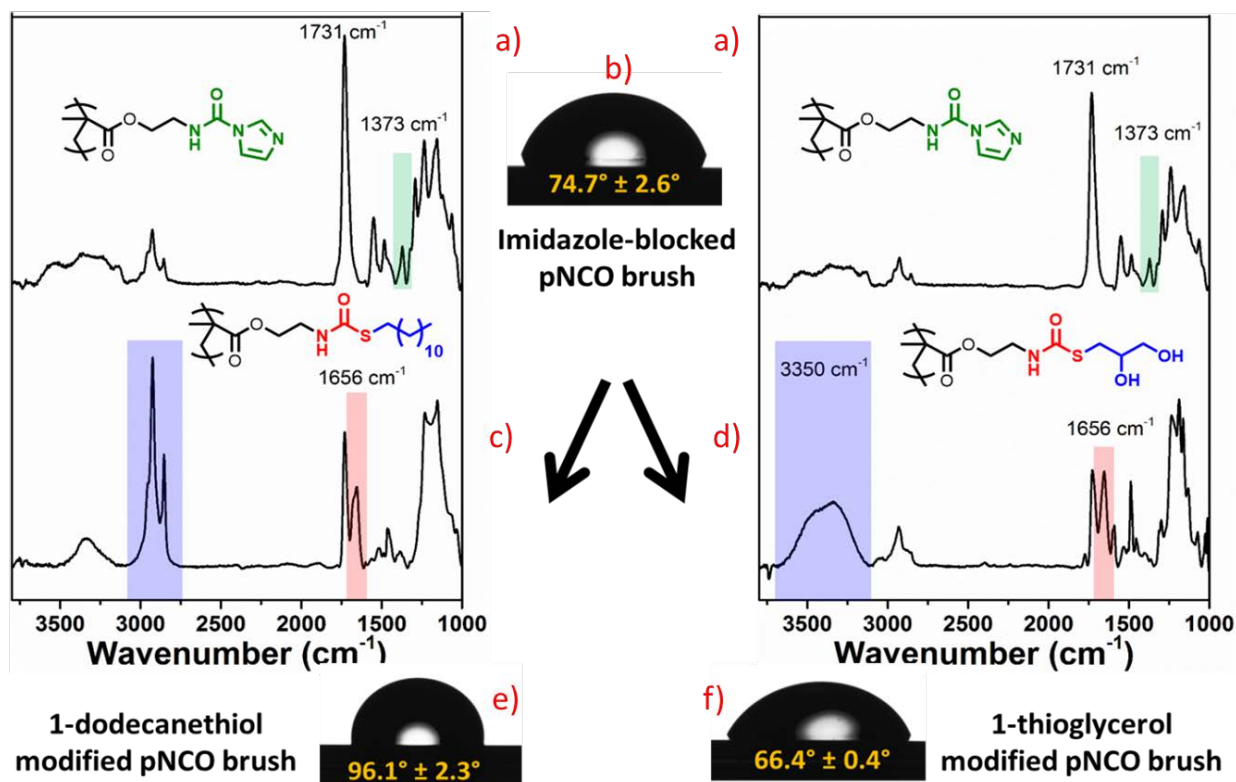 a)
1731 cm⁻¹
1373 cm⁻¹
O
O
O
N
H
N
N
b)
74.7° ± 2.6°
Imidazole-blocked
pNCO brush
a)
1731 cm⁻¹
1373 cm⁻¹
O
O
O
N
H
N
N
O
O
O
N
H
S
10
1656 cm⁻¹
c)
3350 cm⁻¹
O
O
O
N
H
S
OH
OH
1656 cm⁻¹
d)
3500 3000 2500 2000 1500 1000
Wavenumber (cm⁻¹)
3500 3000 2500 2000 1500 1000
Wavenumber (cm⁻¹)
1-dodecanethiol
modified pNCO brush
e)
96.1° ± 2.3°
f)
66.4° ± 0.4°
1-thioglycerol
modified pNCO brush